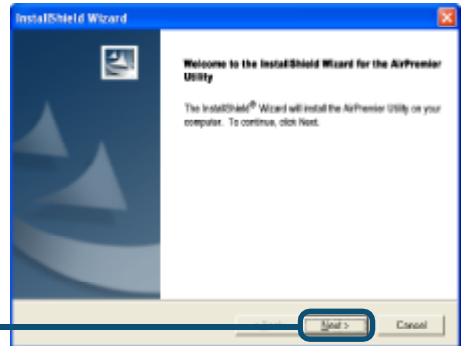 InstallShield Wizard
Welcome to the InstallShield Wizard for the AirPremier
Utility
The InstallShield® Wizard will install the AirPremier Utility on your
computer. To continue, click Next.
< Back Next > Cancel